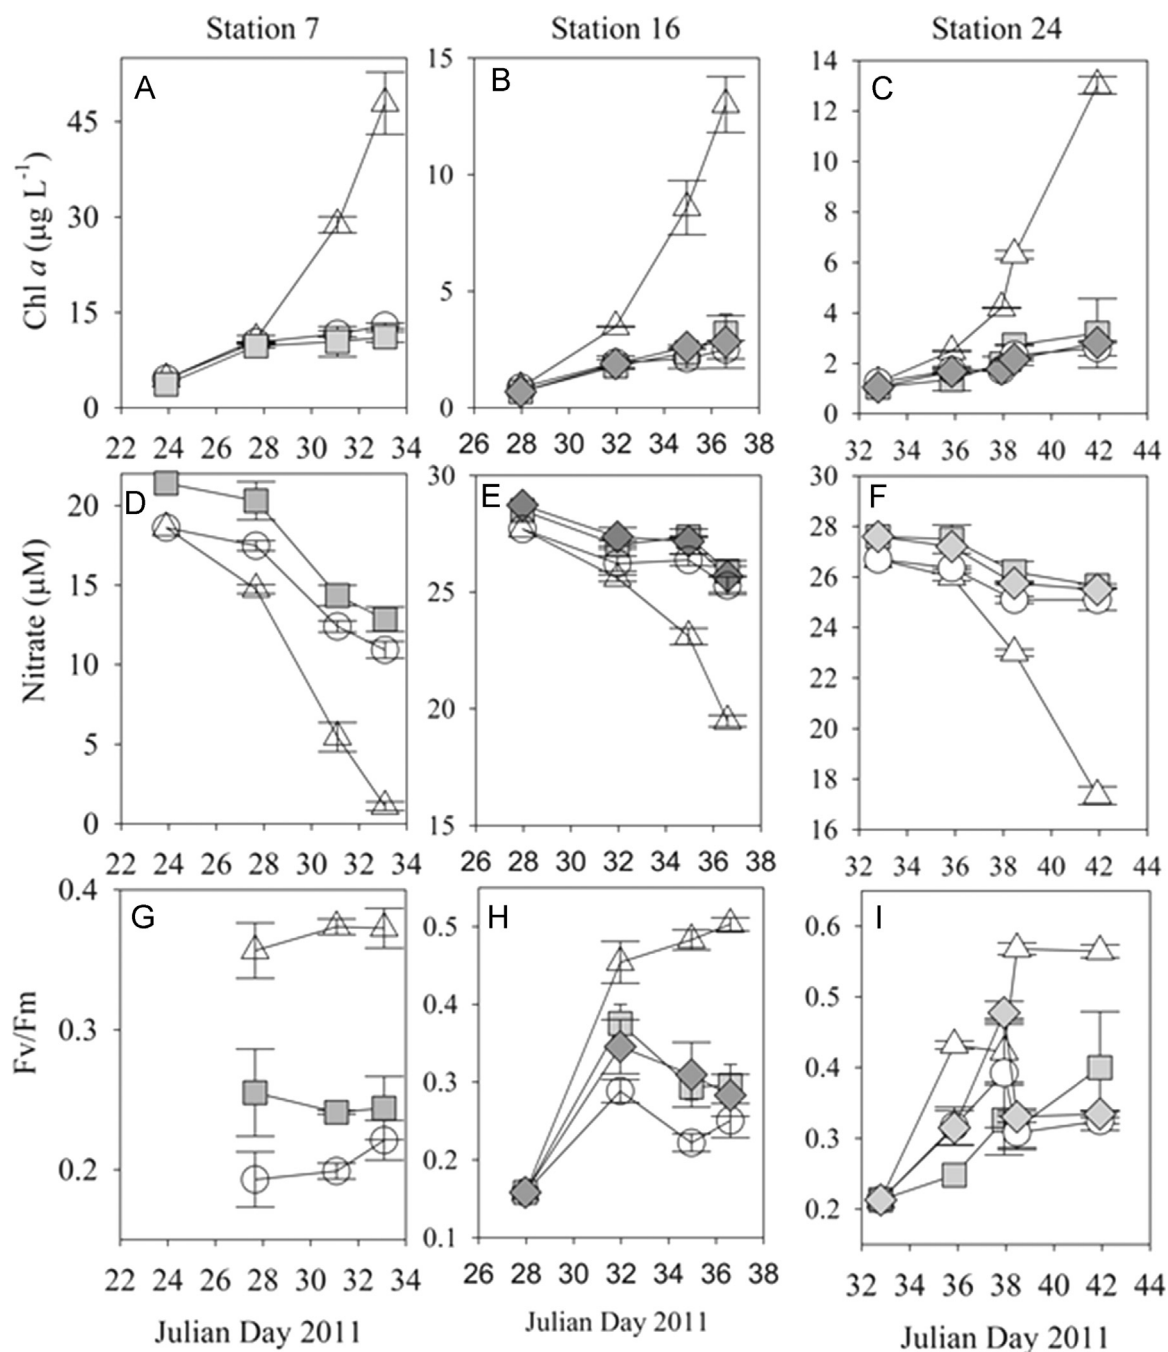 Station 7 Station 16 Station 24
A B C
Chl a (µg L⁻¹)
45
30
15
0
15
10
5
0
14
12
10
8
6
4
2
0
22 24 26 28 30 32 34
26 28 30 32 34 36 38
32 34 36 38 40 42 44
D E F
Nitrate (µM)
20
15
10
5
0
30
25
20
15
30
28
26
24
22
20
18
16
22 24 26 28 30 32 34
26 28 30 32 34 36 38
32 34 36 38 40 42 44
G H I
Fv/Fm
0.4
0.3
0.2
0.5
0.4
0.3
0.2
0.1
0.6
0.5
0.4
0.3
0.2
22 24 26 28 30 32 34
26 28 30 32 34 36 38
32 34 36 38 40 42 44
Julian Day 2011 Julian Day 2011 Julian Day 2011